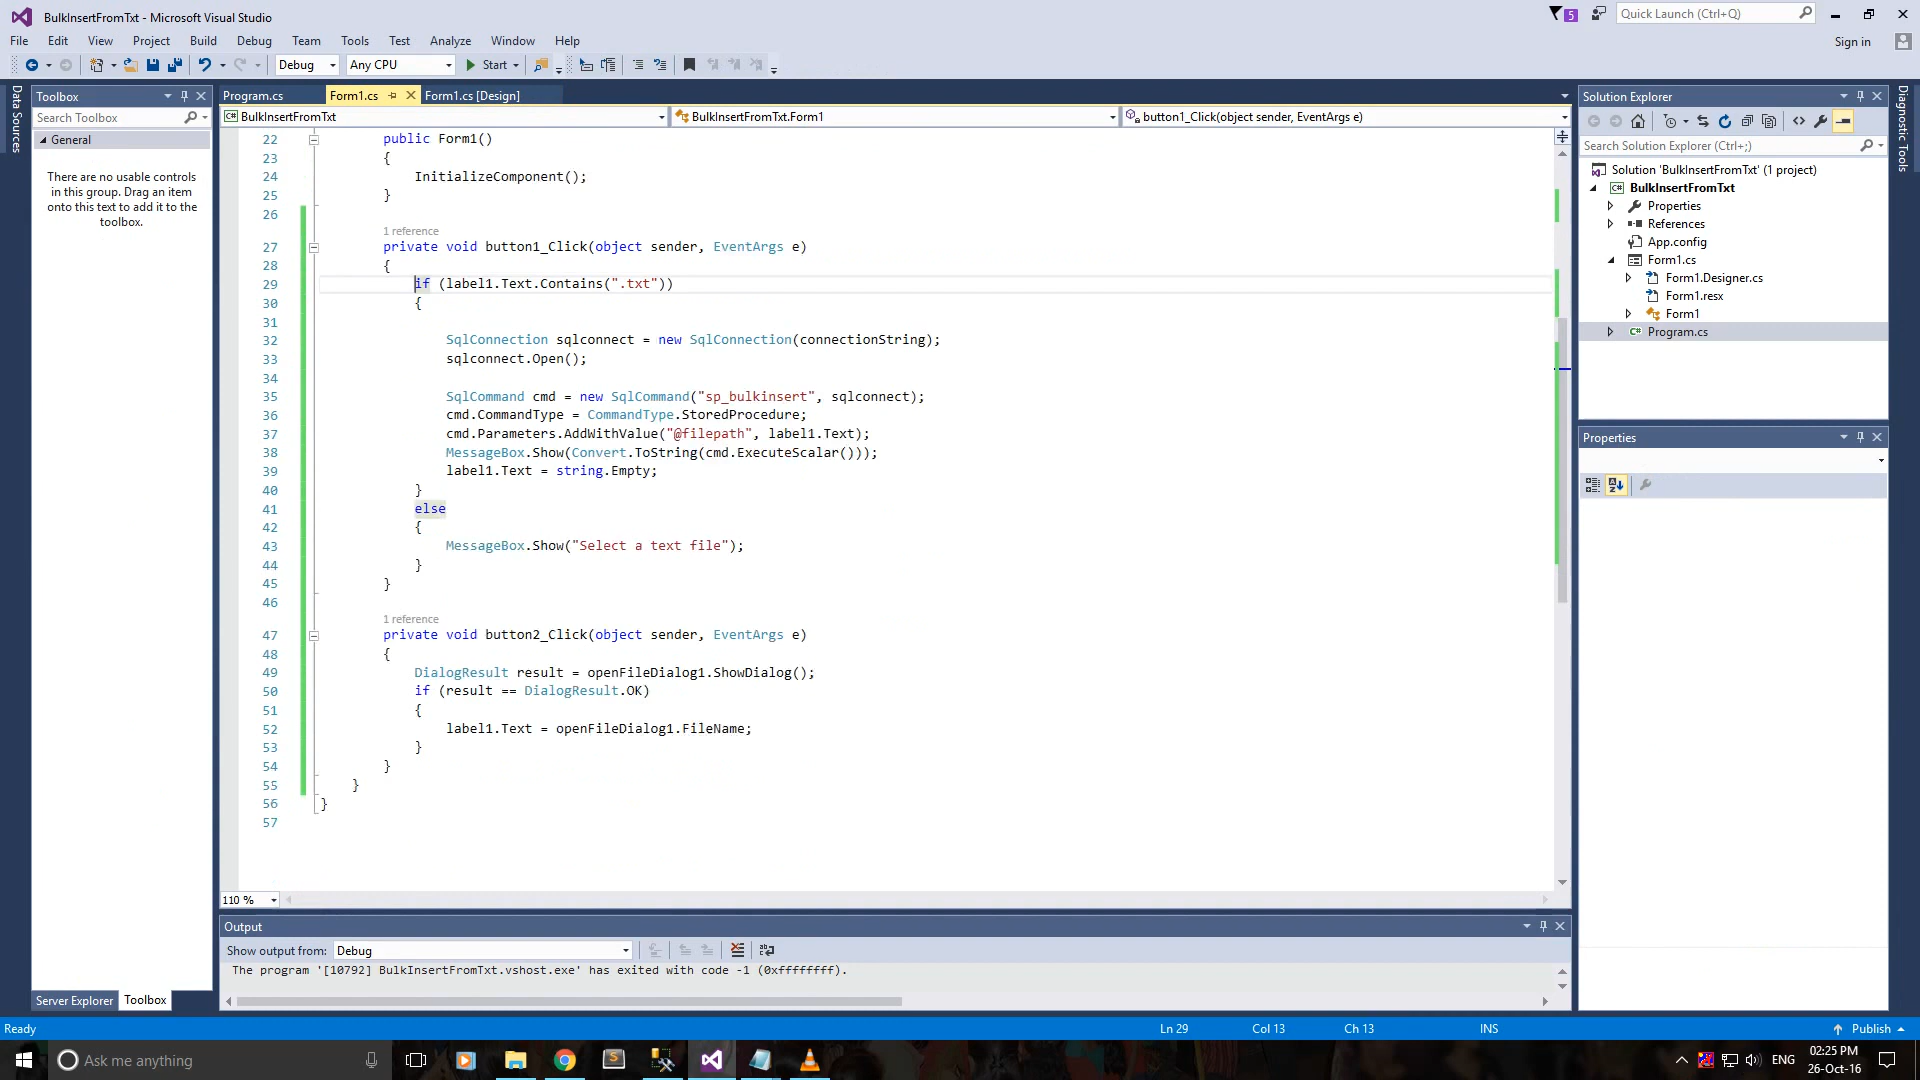 BulkInsertFromTxt - Microsoft Visual Studio
5
Quick Launch (Ctrl+Q)
File Edit View Project Build Debug Team Tools Test Analyze Window Help
Sign in
Debug Any CPU Start
Data Sources
Toolbox
Search Toolbox
General
There are no usable controls
in this group. Drag an item
onto this text to add it to the
toolbox.
Server Explorer Toolbox
Program.cs Form1.cs Form1.cs [Design]
BulkInsertFromTxt BulkInsertFromTxt.Form1 button1_Click(object sender, EventArgs e)
22 public Form1()
23 {
24 InitializeComponent();
25 }
26
1 reference
27 private void button1_Click(object sender, EventArgs e)
28 {
29 if (label1.Text.Contains(".txt"))
30 {
31
32 SqlConnection sqlconnect = new SqlConnection(connectionString);
33 sqlconnect.Open();
34
35 SqlCommand cmd = new SqlCommand("sp_bulkinsert", sqlconnect);
36 cmd.CommandType = CommandType.StoredProcedure;
37 cmd.Parameters.AddWithValue("@filepath", label1.Text);
38 MessageBox.Show(Convert.ToString(cmd.ExecuteScalar()));
39 label1.Text = string.Empty;
40 }
41 else
42 {
43 MessageBox.Show("Select a text file");
44 }
45 }
46
1 reference
47 private void button2_Click(object sender, EventArgs e)
48 {
49 DialogResult result = openFileDialog1.ShowDialog();
50 if (result == DialogResult.OK)
51 {
52 label1.Text = openFileDialog1.FileName;
53 }
54 }
55 }
56 }
57
110 %
Output
Show output from: Debug
The program '[10792] BulkInsertFromTxt.vshost.exe' has exited with code -1 (0xffffffff).
Solution Explorer
Search Solution Explorer (Ctrl+;)
Solution 'BulkInsertFromTxt' (1 project)
BulkInsertFromTxt
Properties
References
App.config
Form1.cs
Form1.Designer.cs
Form1.resx
Form1
Program.cs
Properties
Diagnostic Tools
Ready Ln 29 Col 13 Ch 13 INS Publish
Ask me anything
ENG
02:25 PM
26-Oct-16